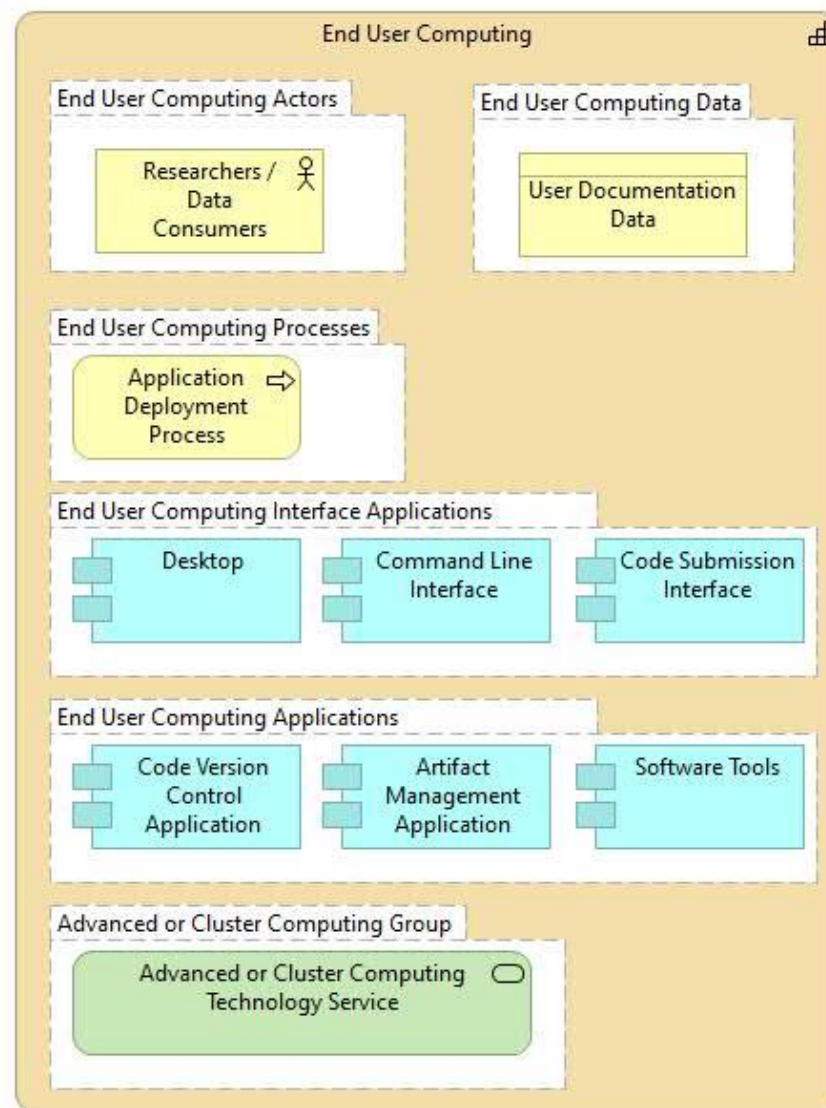 End User Computing
End User Computing Actors
Researchers /
Data
Consumers
End User Computing Data
User Documentation
Data
End User Computing Processes
Application
Deployment
Process
End User Computing Interface Applications
Desktop
Command Line
Interface
Code Submission
Interface
End User Computing Applications
Code Version
Control
Application
Artifact
Management
Application
Software Tools
Advanced or Cluster Computing Group
Advanced or Cluster Computing
Technology Service